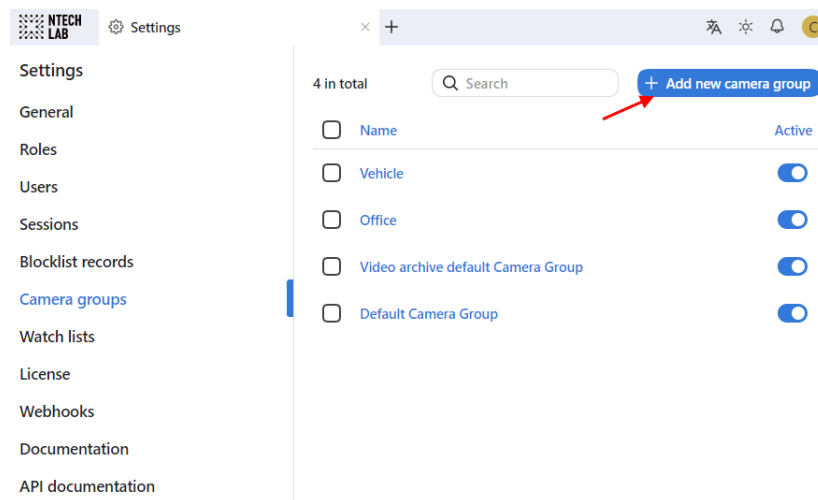 NTECH LAB
Settings
Settings
General
Roles
Users
Sessions
Blocklist records
Camera groups
Watch lists
License
Webhooks
Documentation
API documentation
4 in total
Search
+ Add new camera group
Name
Active
Vehicle
Office
Video archive default Camera Group
Default Camera Group